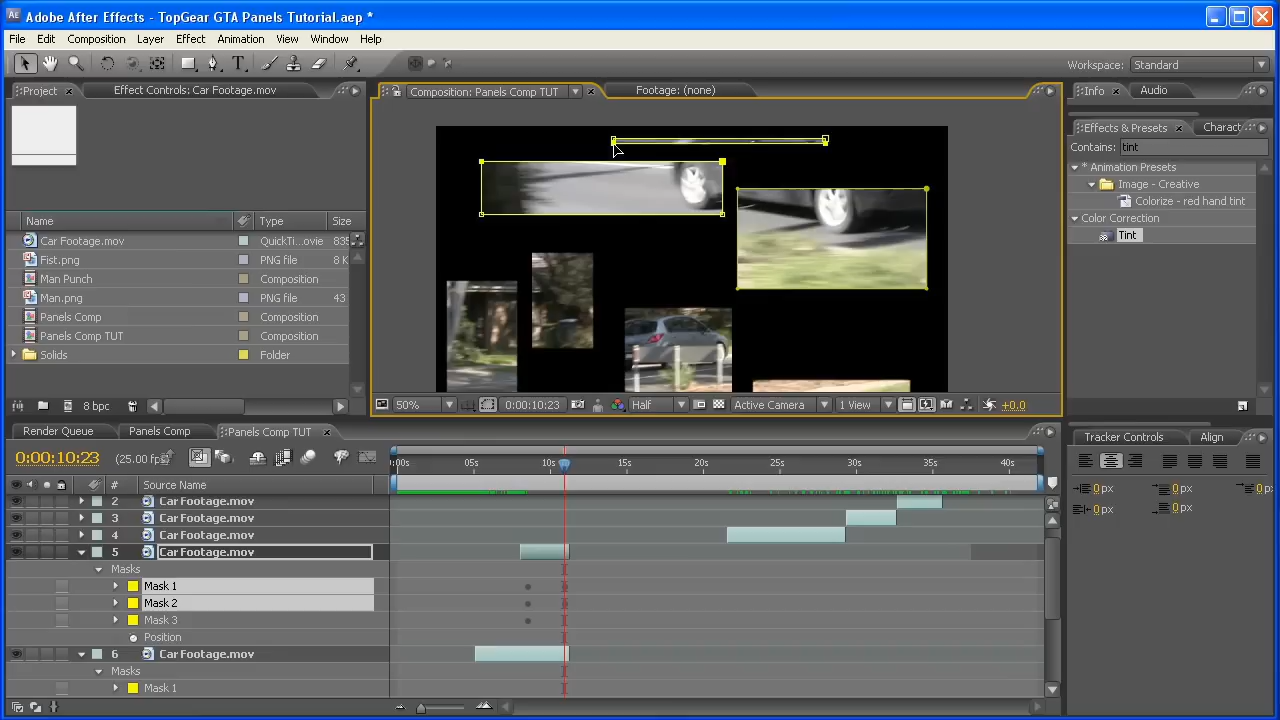 Adobe After Effects - TopGear GTA Panels Tutorial.aep *
File Edit Composition Layer Effect Animation View Window Help
Workspace: Standard
Project Effect Controls: Car Footage.mov
Composition: Panels Comp TUT Footage: (none)
Info Audio
Effects & Presets Charact
Contains: tint
* Animation Presets
Image - Creative
Colorize - red hand tint
Color Correction
Tint
Name Type Size
Car Footage.mov QuickTi...ovie 835
Fist.png PNG file 8 K
Man Punch Composition
Man.png PNG file 43
Panels Comp Composition
Panels Comp TUT Composition
Solids Folder
8 bpc
50% 0:00:10:23 Half Active Camera 1 View +0.0
Render Queue Panels Comp Panels Comp TUT
Tracker Controls Align
0:00:10:23 (25.00 fps)
:00s 05s 10s 15s 20s 25s 30s 35s 40s
# Source Name
2 Car Footage.mov
3 Car Footage.mov
4 Car Footage.mov
5 Car Footage.mov
Masks
Mask 1
Mask 2
Mask 3
Position
6 Car Footage.mov
Masks
Mask 1
0 px 0 px 0 px
0 px 0 px